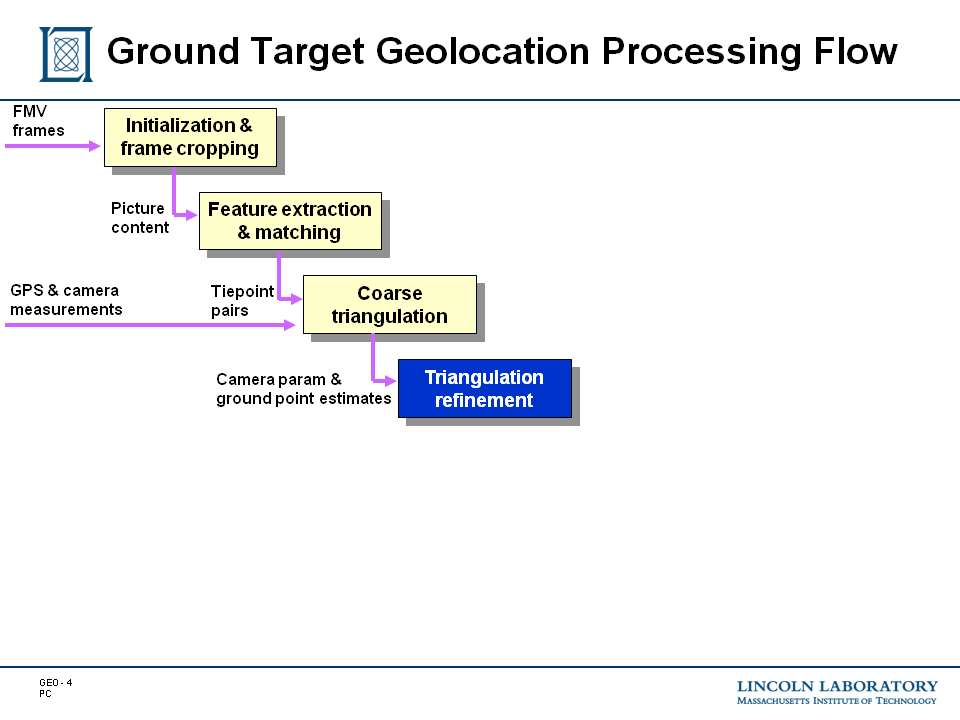 Ground Target Geolocation Processing Flow
FMV
frames
Initialization &
frame cropping
Picture
content
Feature extraction
& matching
GPS & camera
measurements
Tiepoint
pairs
Coarse
triangulation
Camera param &
ground point estimates
Triangulation
refinement
GEO - 4
PC
LINCOLN LABORATORY
MASSACHUSETTS INSTITUTE OF TECHNOLOGY